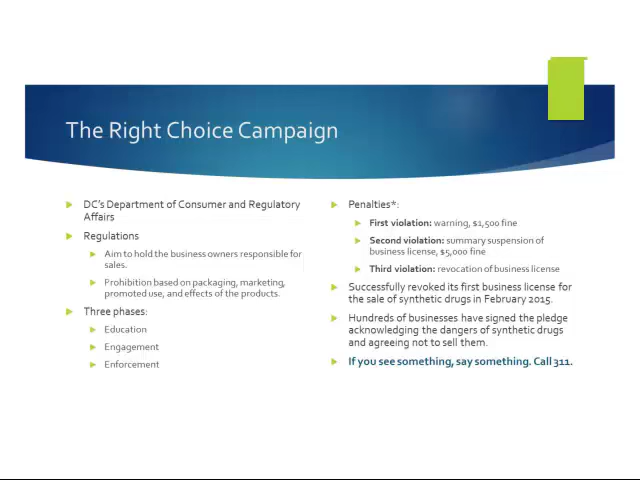 The Right Choice Campaign
DC's Department of Consumer and Regulatory
Affairs
Regulations
Aim to hold the business owners responsible for
sales.
Prohibition based on packaging, marketing,
promoted use, and effects of the products.
Three phases:
Education
Engagement
Enforcement
Penalties*:
First violation: warning, $1,500 fine
Second violation: summary suspension of
business license, $5,000 fine
Third violation: revocation of business license
Successfully revoked its first business license for
the sale of synthetic drugs in February 2015.
Hundreds of businesses have signed the pledge
acknowledging the dangers of synthetic drugs
and agreeing not to sell them.
If you see something, say something. Call 311.